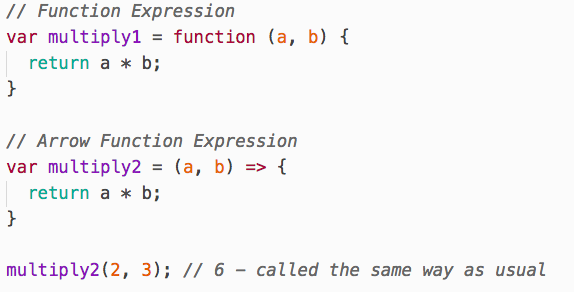 // Function Expression
var multiply1 = function (a, b) {
return a * b;
}
// Arrow Function Expression
var multiply2 = (a, b) => {
return a * b;
}
multiply2(2, 3); // 6 – called the same way as usual